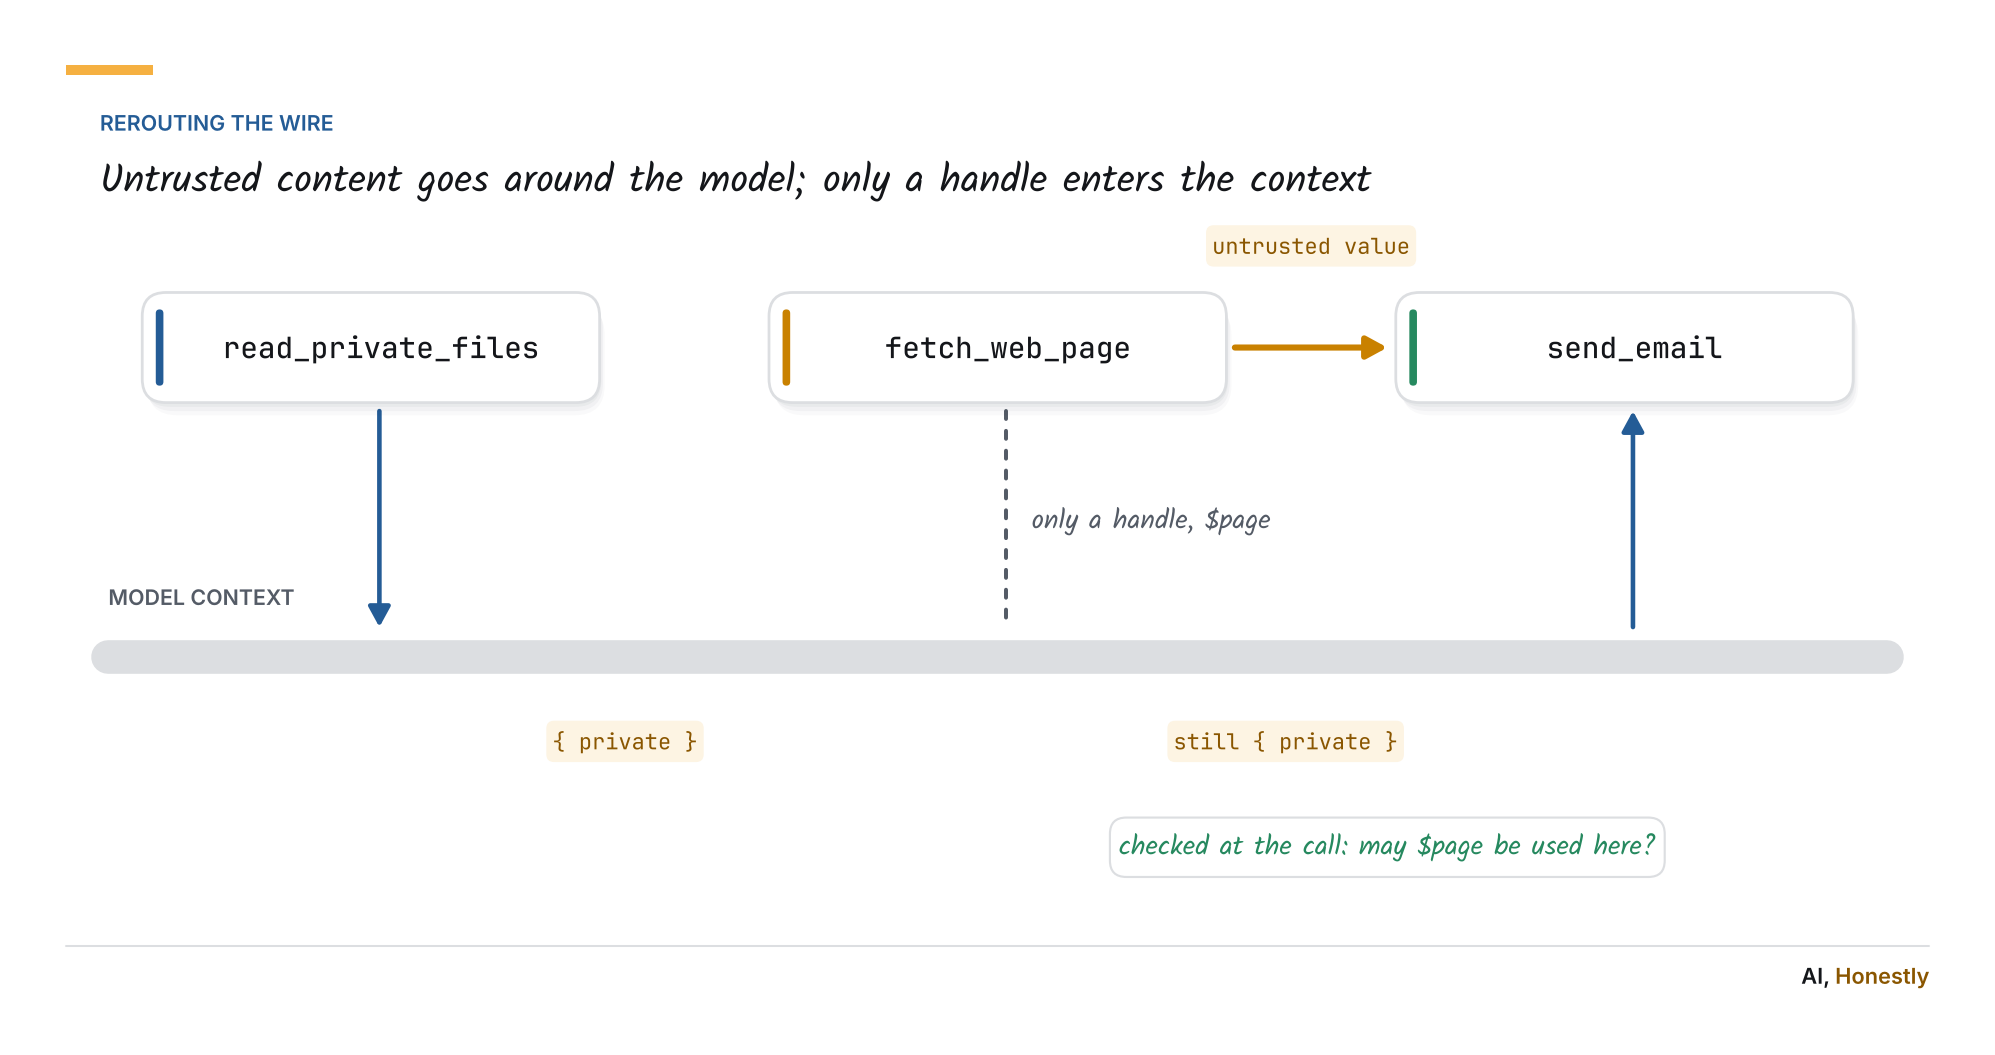 REROUTING THE WIRE
Untrusted content goes around the model; only a handle enters the context
untrusted value
read_private_files
fetch_web_page
send_email
only a handle, $page
MODEL CONTEXT
{ private }
still { private }
checked at the call: may $page be used here?
AI, Honestly